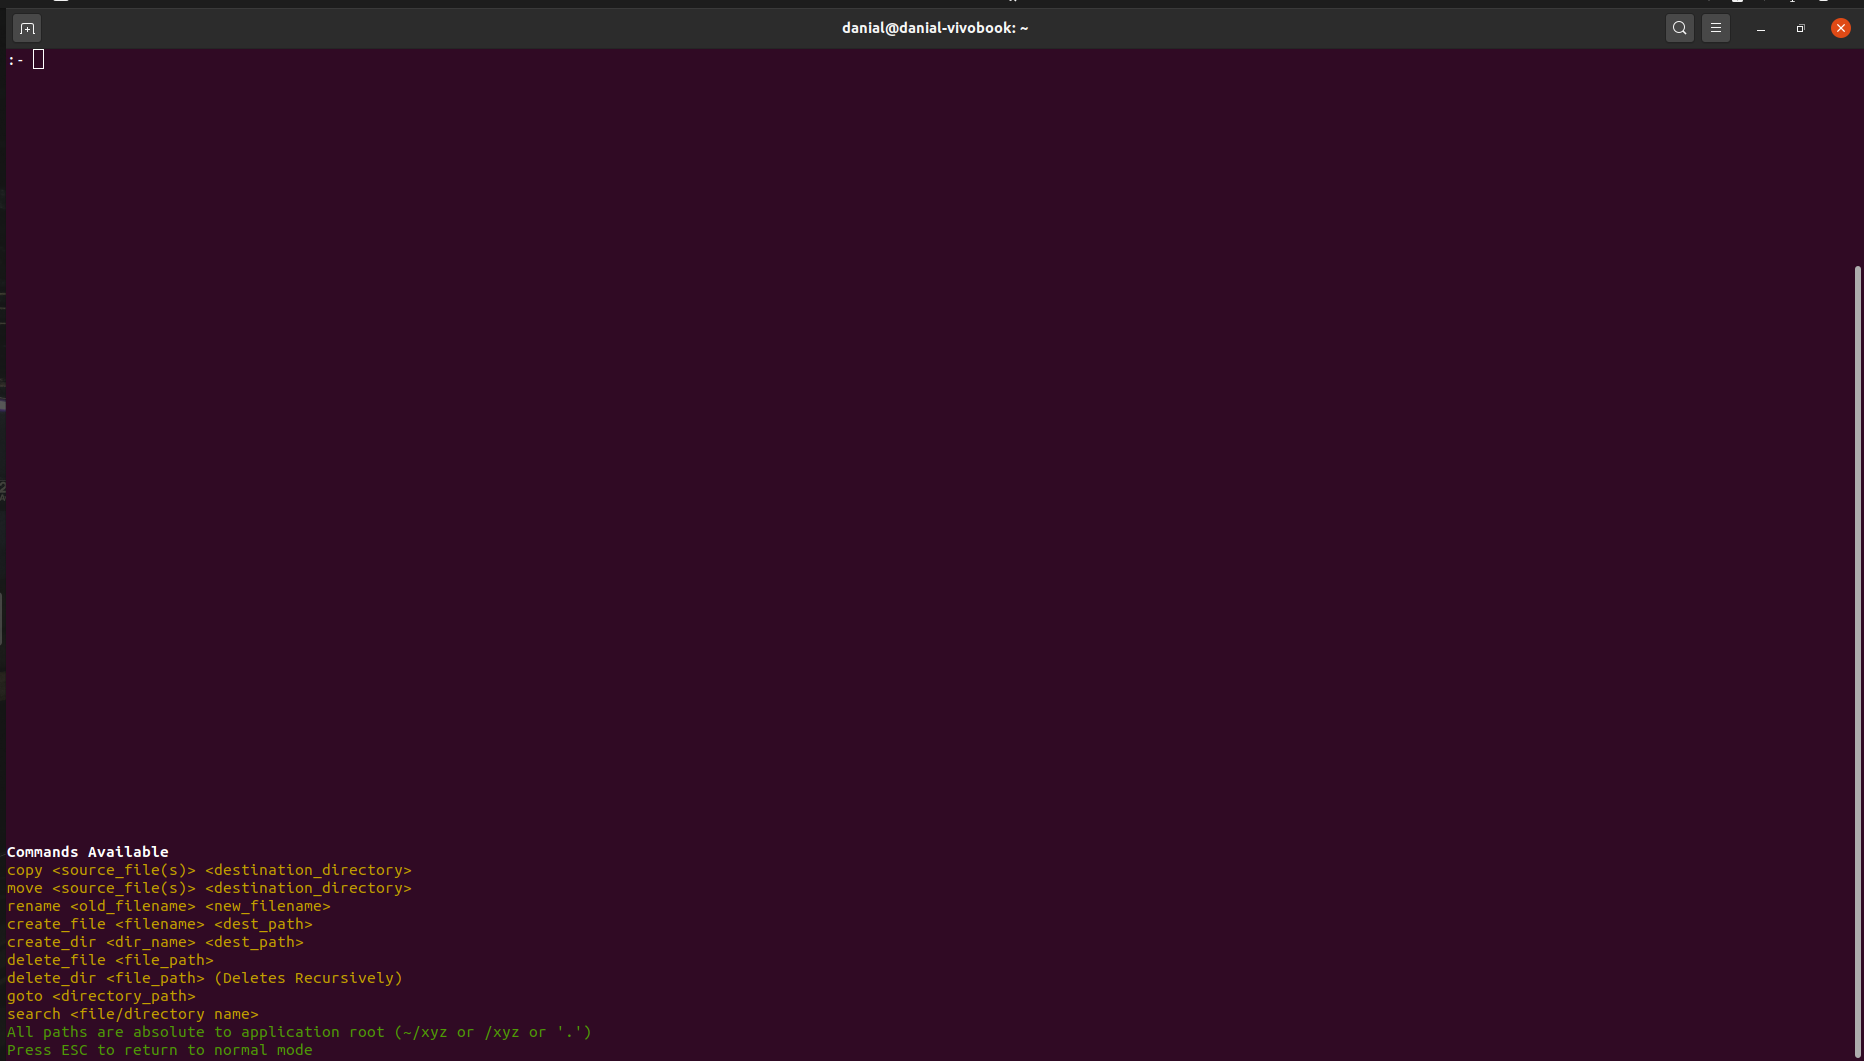 danial@danial-vivobook: ~
:-
Commands Available
copy <source_file(s)> <destination_directory>
move <source_file(s)> <destination_directory>
rename <old_filename> <new_filename>
create_file <filename> <dest_path>
create_dir <dir_name> <dest_path>
delete_file <file_path>
delete_dir <file_path> (Deletes Recursively)
goto <directory_path>
search <file/directory name>
All paths are absolute to application root (~/xyz or /xyz or '.')
Press ESC to return to normal mode